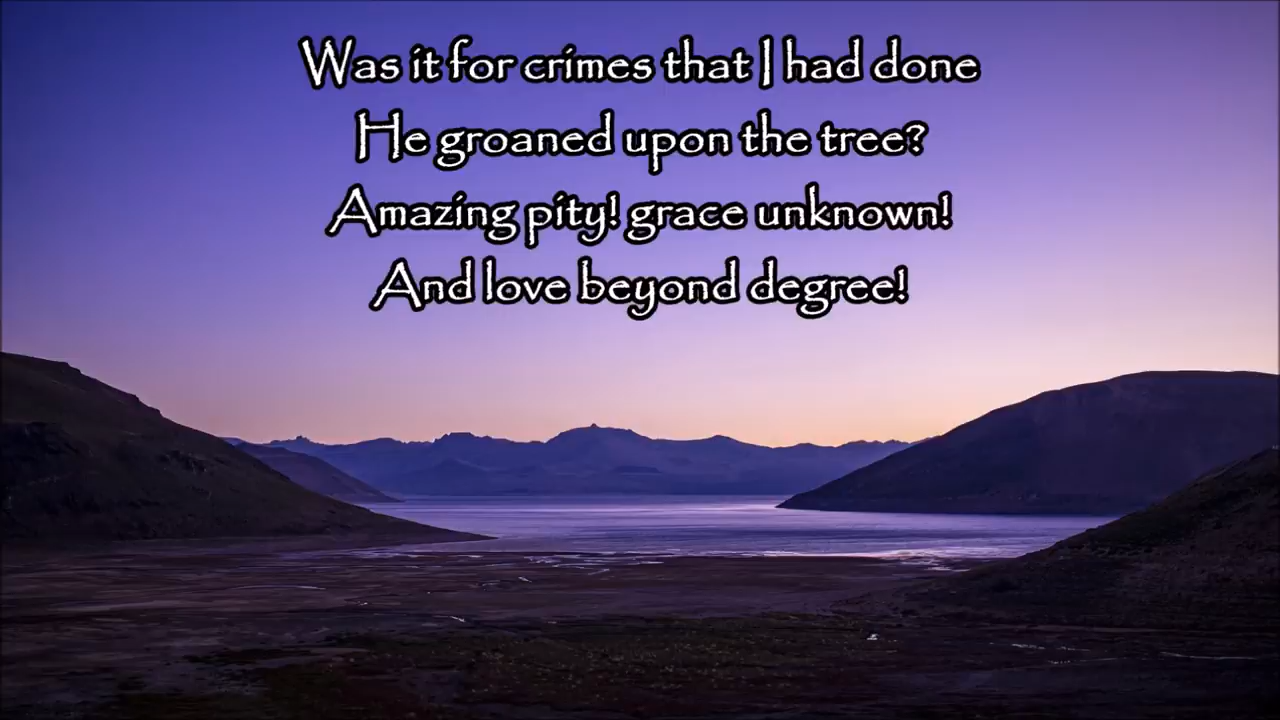 Was it for crimes that I had done
He groaned upon the tree?
Amazing pity! grace unknown!
And love beyond degree!